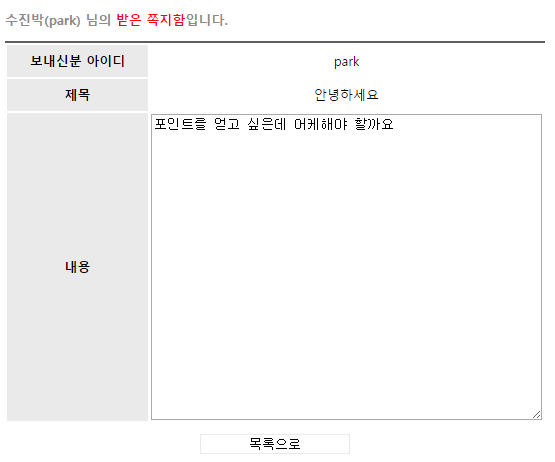 수진박(park) 님의 받은 쪽지함입니다.
보내신분 아이디 park
제목 안녕하세요
내용 포인트를 얻고 싶은데 어케해야 할까요
목록으로